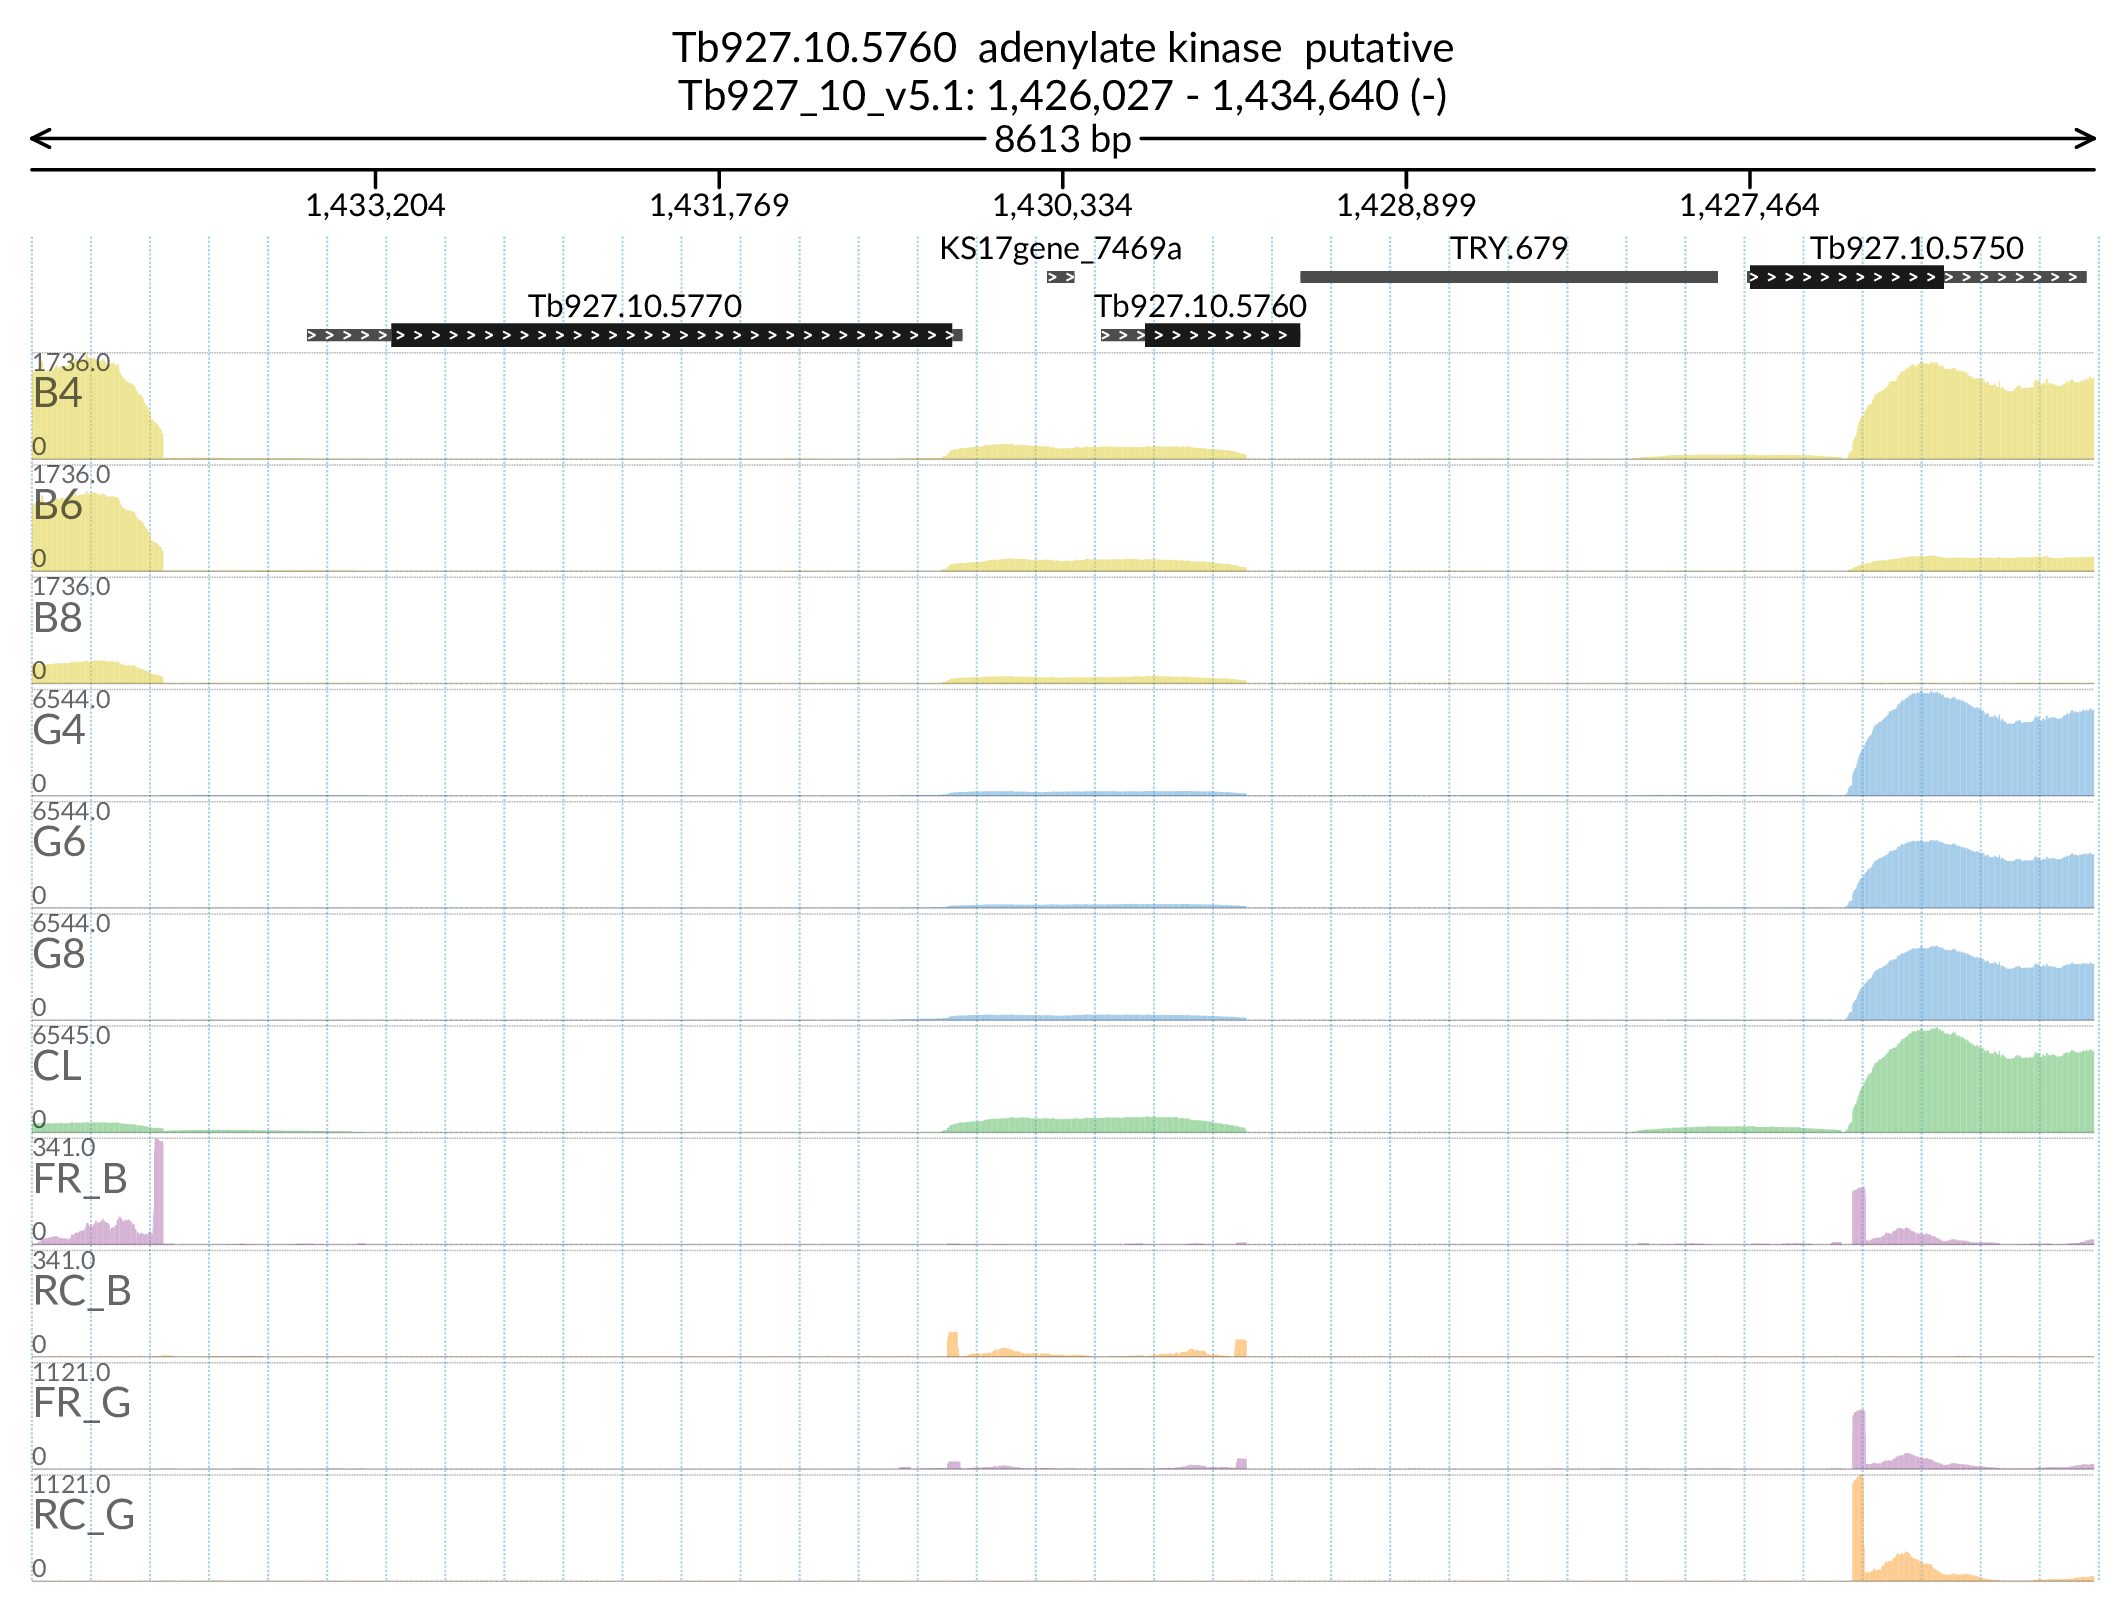 Tb927.10.5760  adenylate kinase  putative
Tb927_10_v5.1: 1,426,027 - 1,434,640 (-)
8613 bp
1,433,204 1,431,769 1,430,334 1,428,899 1,427,464
KS17gene_7469a TRY.679 Tb927.10.5750
Tb927.10.5770 Tb927.10.5760
1736.0
B4
0
1736.0
B6
0
1736.0
B8
0
6544.0
G4
0
6544.0
G6
0
6544.0
G8
0
6545.0
CL
0
341.0
FR_B
0
341.0
RC_B
0
1121.0
FR_G
0
1121.0
RC_G
0